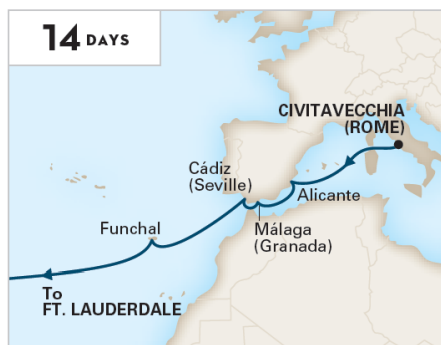 14 DAYS
CIVITAVECCHIA
(ROME)
Cádiz
(Seville)
Alicante
Málaga
(Granada)
Funchal
To
FT. LAUDERDALE